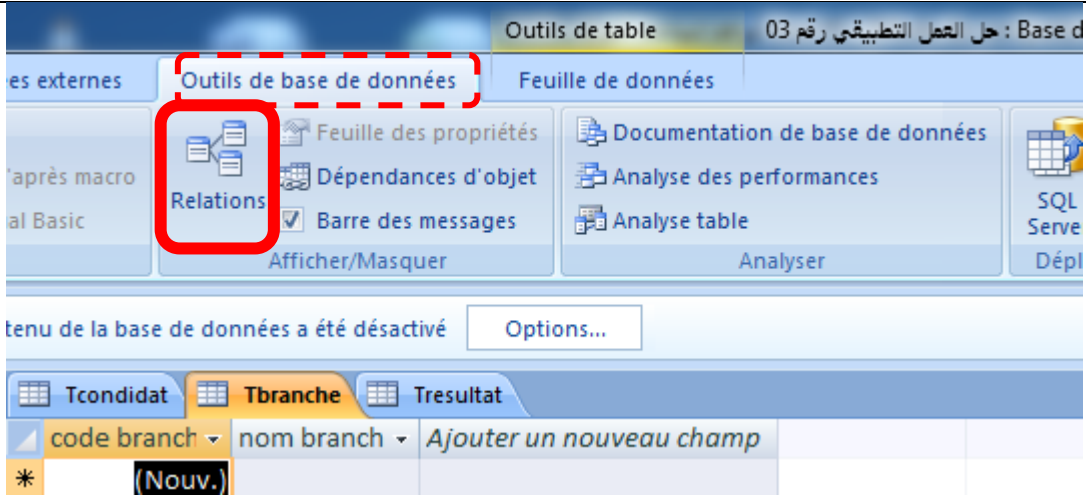 Outils de table
حل العمل التطبيقي رقم 03 : Base d
es externes Outils de base de données Feuille de données
Relations
Feuille des propriétés
Dépendances d'objet
Barre des messages
Afficher/Masquer
'après macro
al Basic
Documentation de base de données
Analyse des performances
Analyse table
Analyser
SQL
Serve
Dépl
tenu de la base de données a été désactivé Options...
Tcondidat Tbranche Tresultat
code branch nom branch Ajouter un nouveau champ
* (Nouv.)